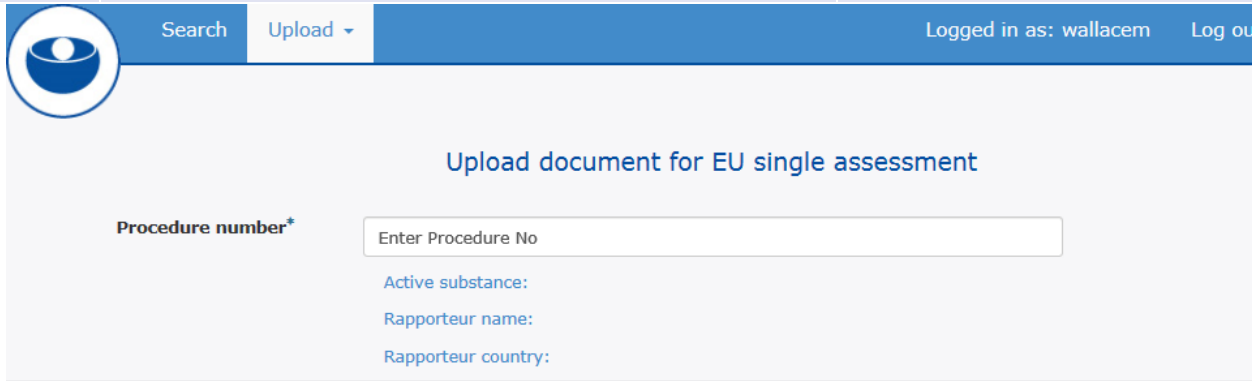 Search Upload Logged in as: wallacem Log
Upload document for EU single assessment
Procedure number* Enter Procedure No
Active substance:
Rapporteur name:
Rapporteur country: